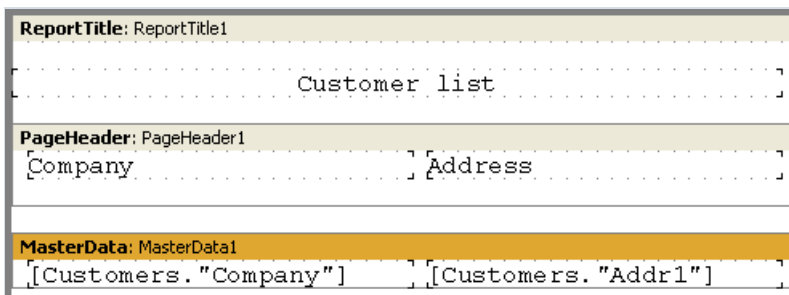 ReportTitle: ReportTitle1
Customer list
PageHeader: PageHeader1
Company Address
MasterData: MasterData1
[Customers."Company"] [Customers."Addr1"]